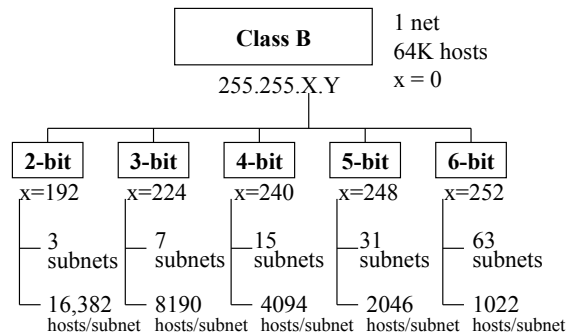 Class B
1 net
64K hosts
x = 0
255.255.X.Y
2-bit
3-bit
4-bit
5-bit
6-bit
x=192
x=224
x=240
x=248
x=252
3
subnets
7
subnets
15
subnets
31
subnets
63
subnets
16,382
hosts/subnet
8190
hosts/subnet
4094
hosts/subnet
2046
hosts/subnet
1022
hosts/subnet